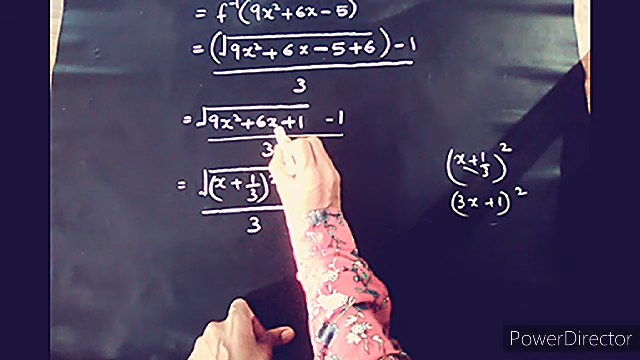 = f⁻¹(9x²+6x-5)
= (√9x²+6x-5+6) -1
3
= √9x²+6x+1 -1
3
= √(x+1/3)²
3
(x+1/3)²
(3x+1)²
PowerDirector